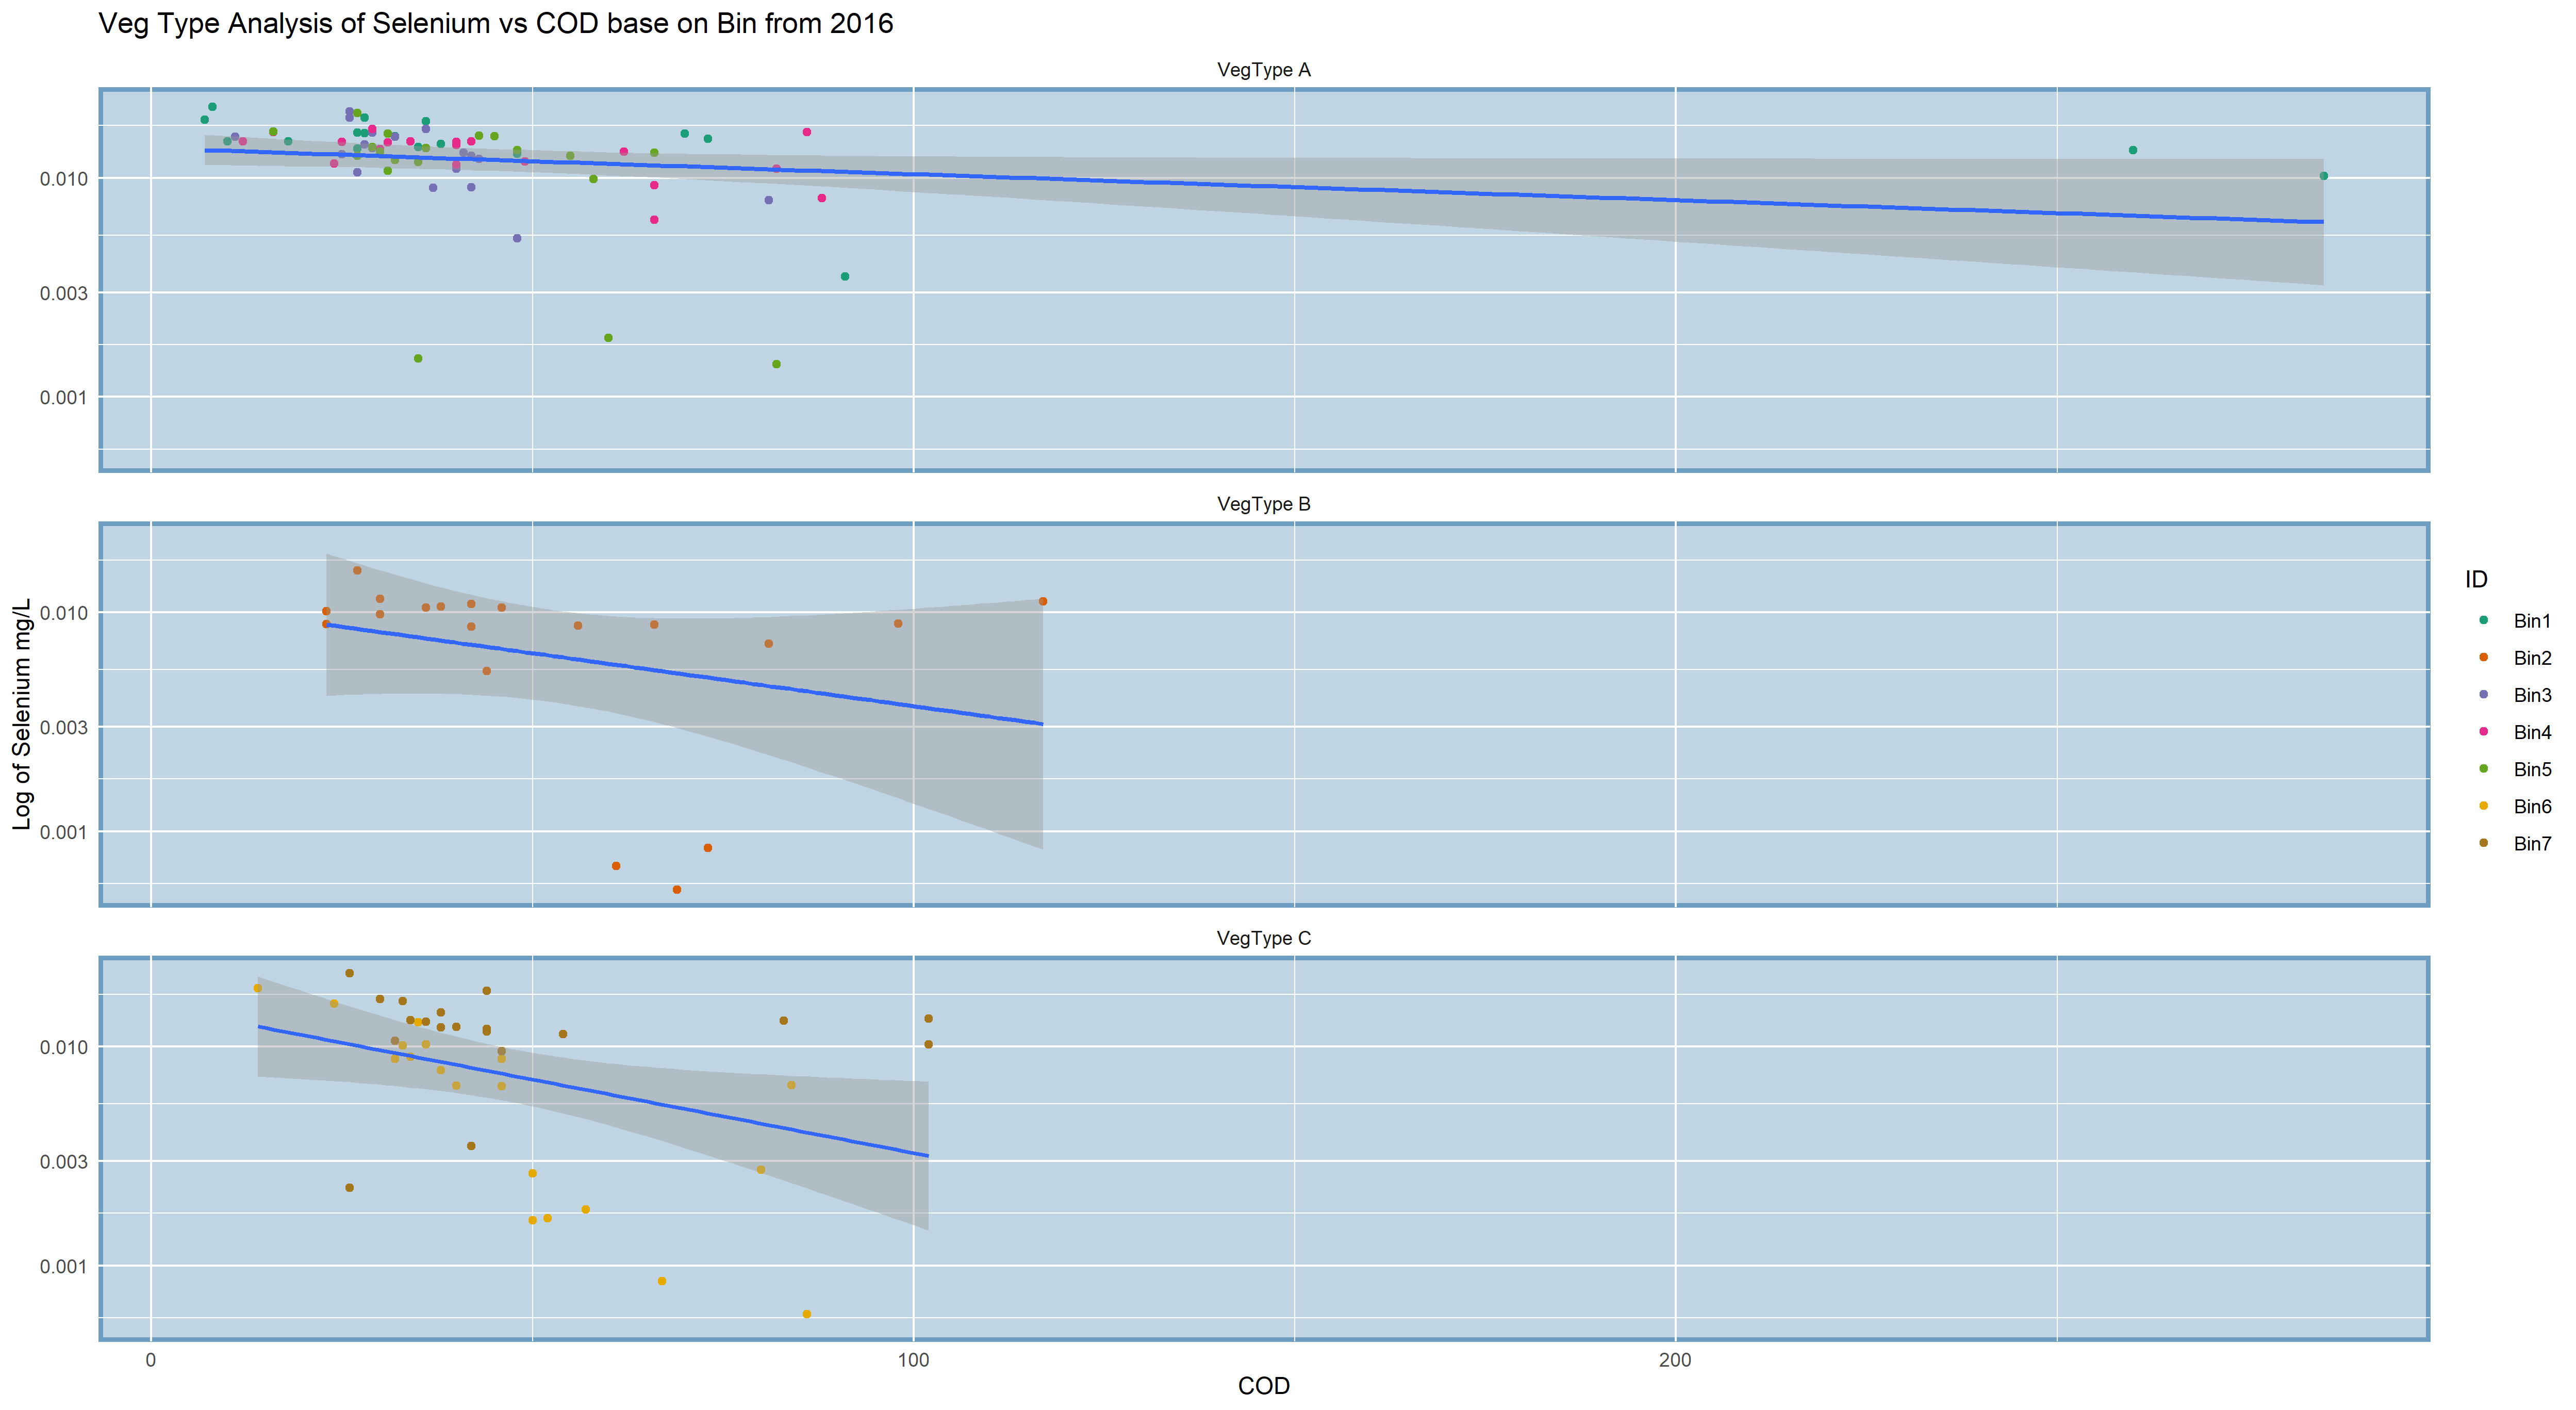 Veg Type Analysis of Selenium vs COD base on Bin from 2016
VegType A
0.010
0.003
0.001
VegType B
0.010
0.003
0.001
VegType C
0.010
0.003
0.001
0
100
200
COD
Log of Selenium mg/L
ID
Bin1
Bin2
Bin3
Bin4
Bin5
Bin6
Bin7